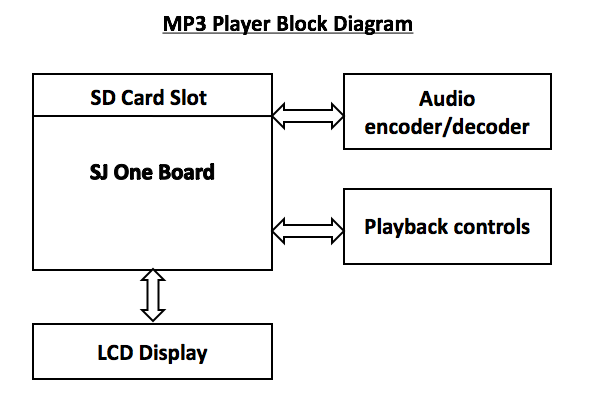 MP3 Player Block Diagram
SD Card Slot
Audio
encoder/decoder
SJ One Board
Playback controls
LCD Display